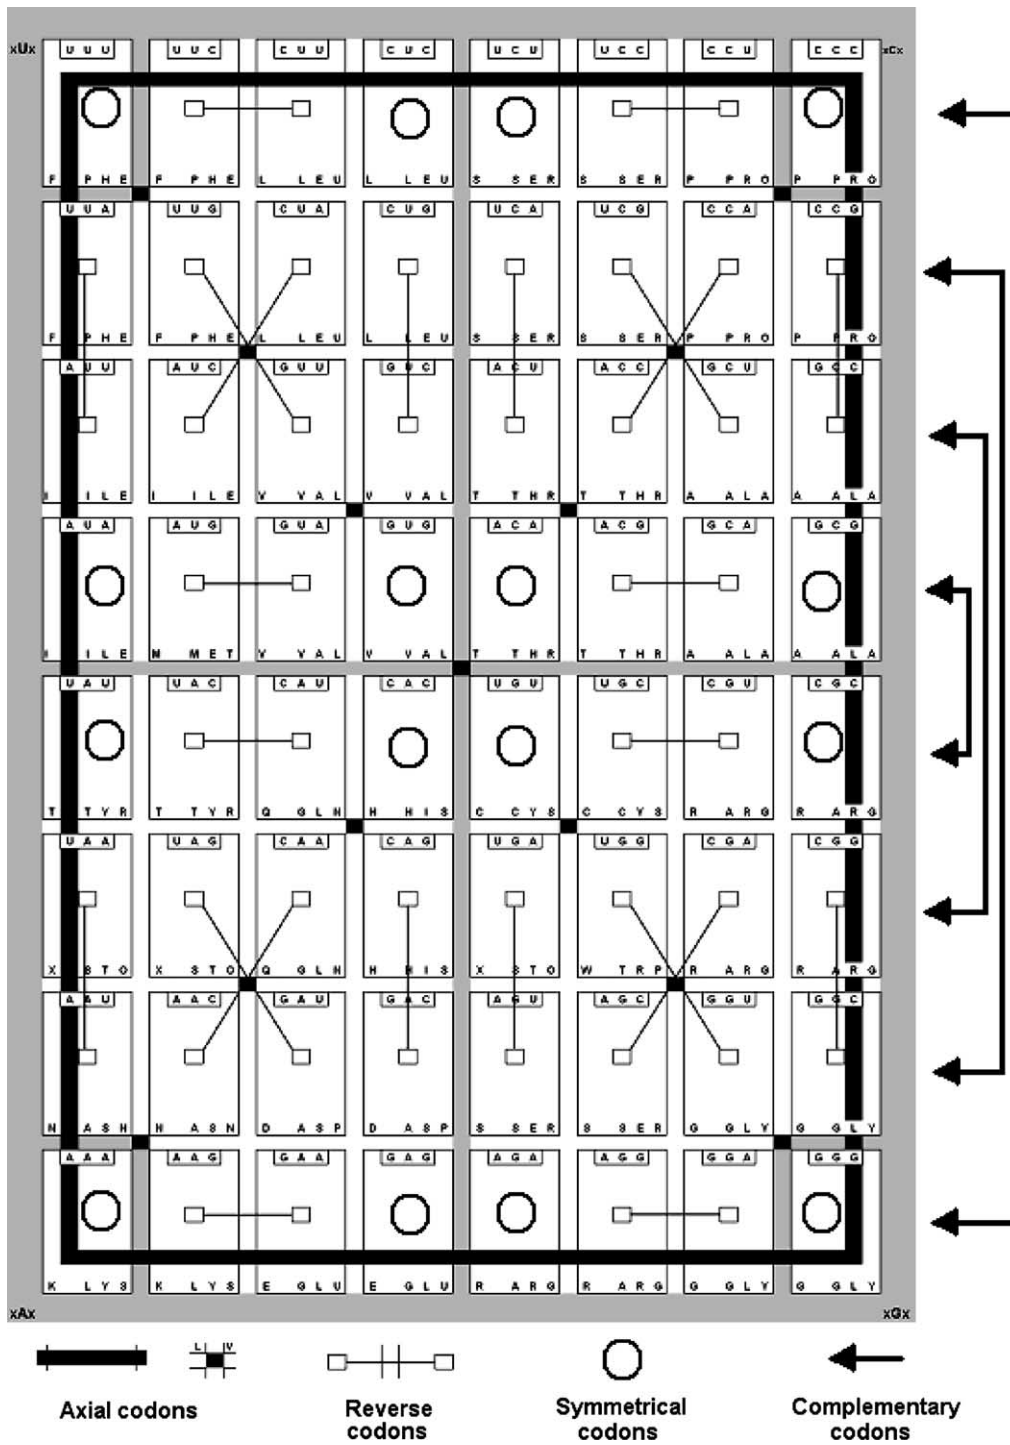 xUx UUU UUC CUU CUC UCU UCC CCU CCC xCx
F PHE F PHE L LEU L LEU S SER S SER P PRO P PRO
UUA UUG CUA CUG UCA UCG CCA CCG
F PHE F PHE L LEU L LEU S SER S SER P PRO P PRO
AUU AUC GUU GUC ACU ACC GCU GCC
I ILE I ILE V VAL V VAL T THR T THR A ALA A ALA
AUA AUG GUA GUG ACA ACG GCA GCG
I ILE M MET V VAL V VAL T THR T THR A ALA A ALA
UAU UAC CAU CAC UGU UGC CGU CGC
T TYR T TYR Q GLN H HIS C CYS C CYS R ARG R ARG
UAA UAG CAA CAG UGA UGG CGA CGG
X STO X STO Q GLN H HIS X STO W TRP R ARG R ARG
AAU AAC GAU GAC AGU AGC GGU GGC
N ASN N ASN D ASP D ASP S SER S SER G GLY G GLY
AAA AAG GAA GAG AGA AGG GGA GGG
K LYS K LYS E GLU E GLU R ARG R ARG G GLY G GLY
xAx xGx
L V
Axial codons
Reverse
codons
Symmetrical
codons
Complementary
codons